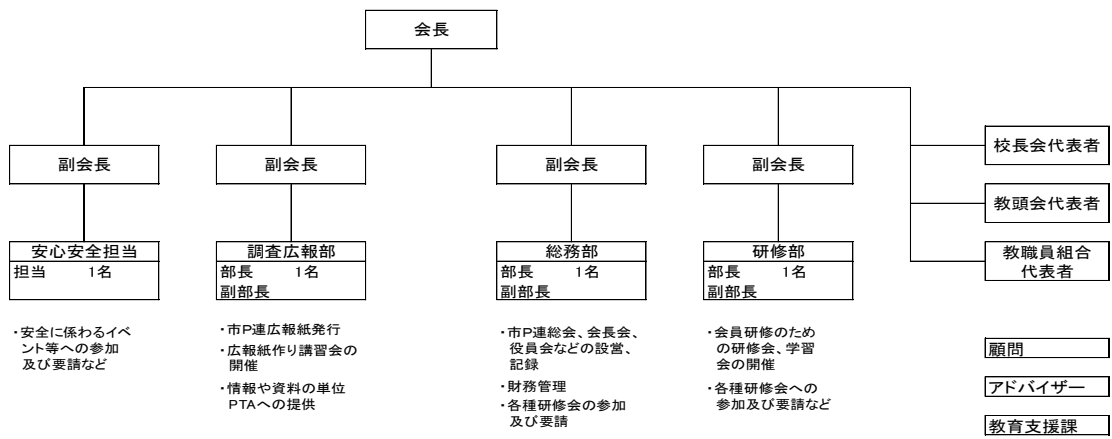 会長
副会長
副会長
副会長
副会長
校長会代表者
教頭会代表者
教職員組合
代表者
安心安全担当
担当 1名
調査広報部
部長 1名
副部長
総務部
部長 1名
副部長
研修部
部長 1名
副部長
・安全に係わるイベ
ント等への参加
及び要請など
・市P連広報紙発行
・広報紙作り講習会の
開催
・情報や資料の単位
PTAへの提供
・市P連総会、会長会、
役員会などの設営、
記録
・財務管理
・各種研修会の参加
及び要請
・会員研修のため
の研修会、学習
会の開催
・各種研修会への
参加及び要請など
顧問
アドバイザー
教育支援課